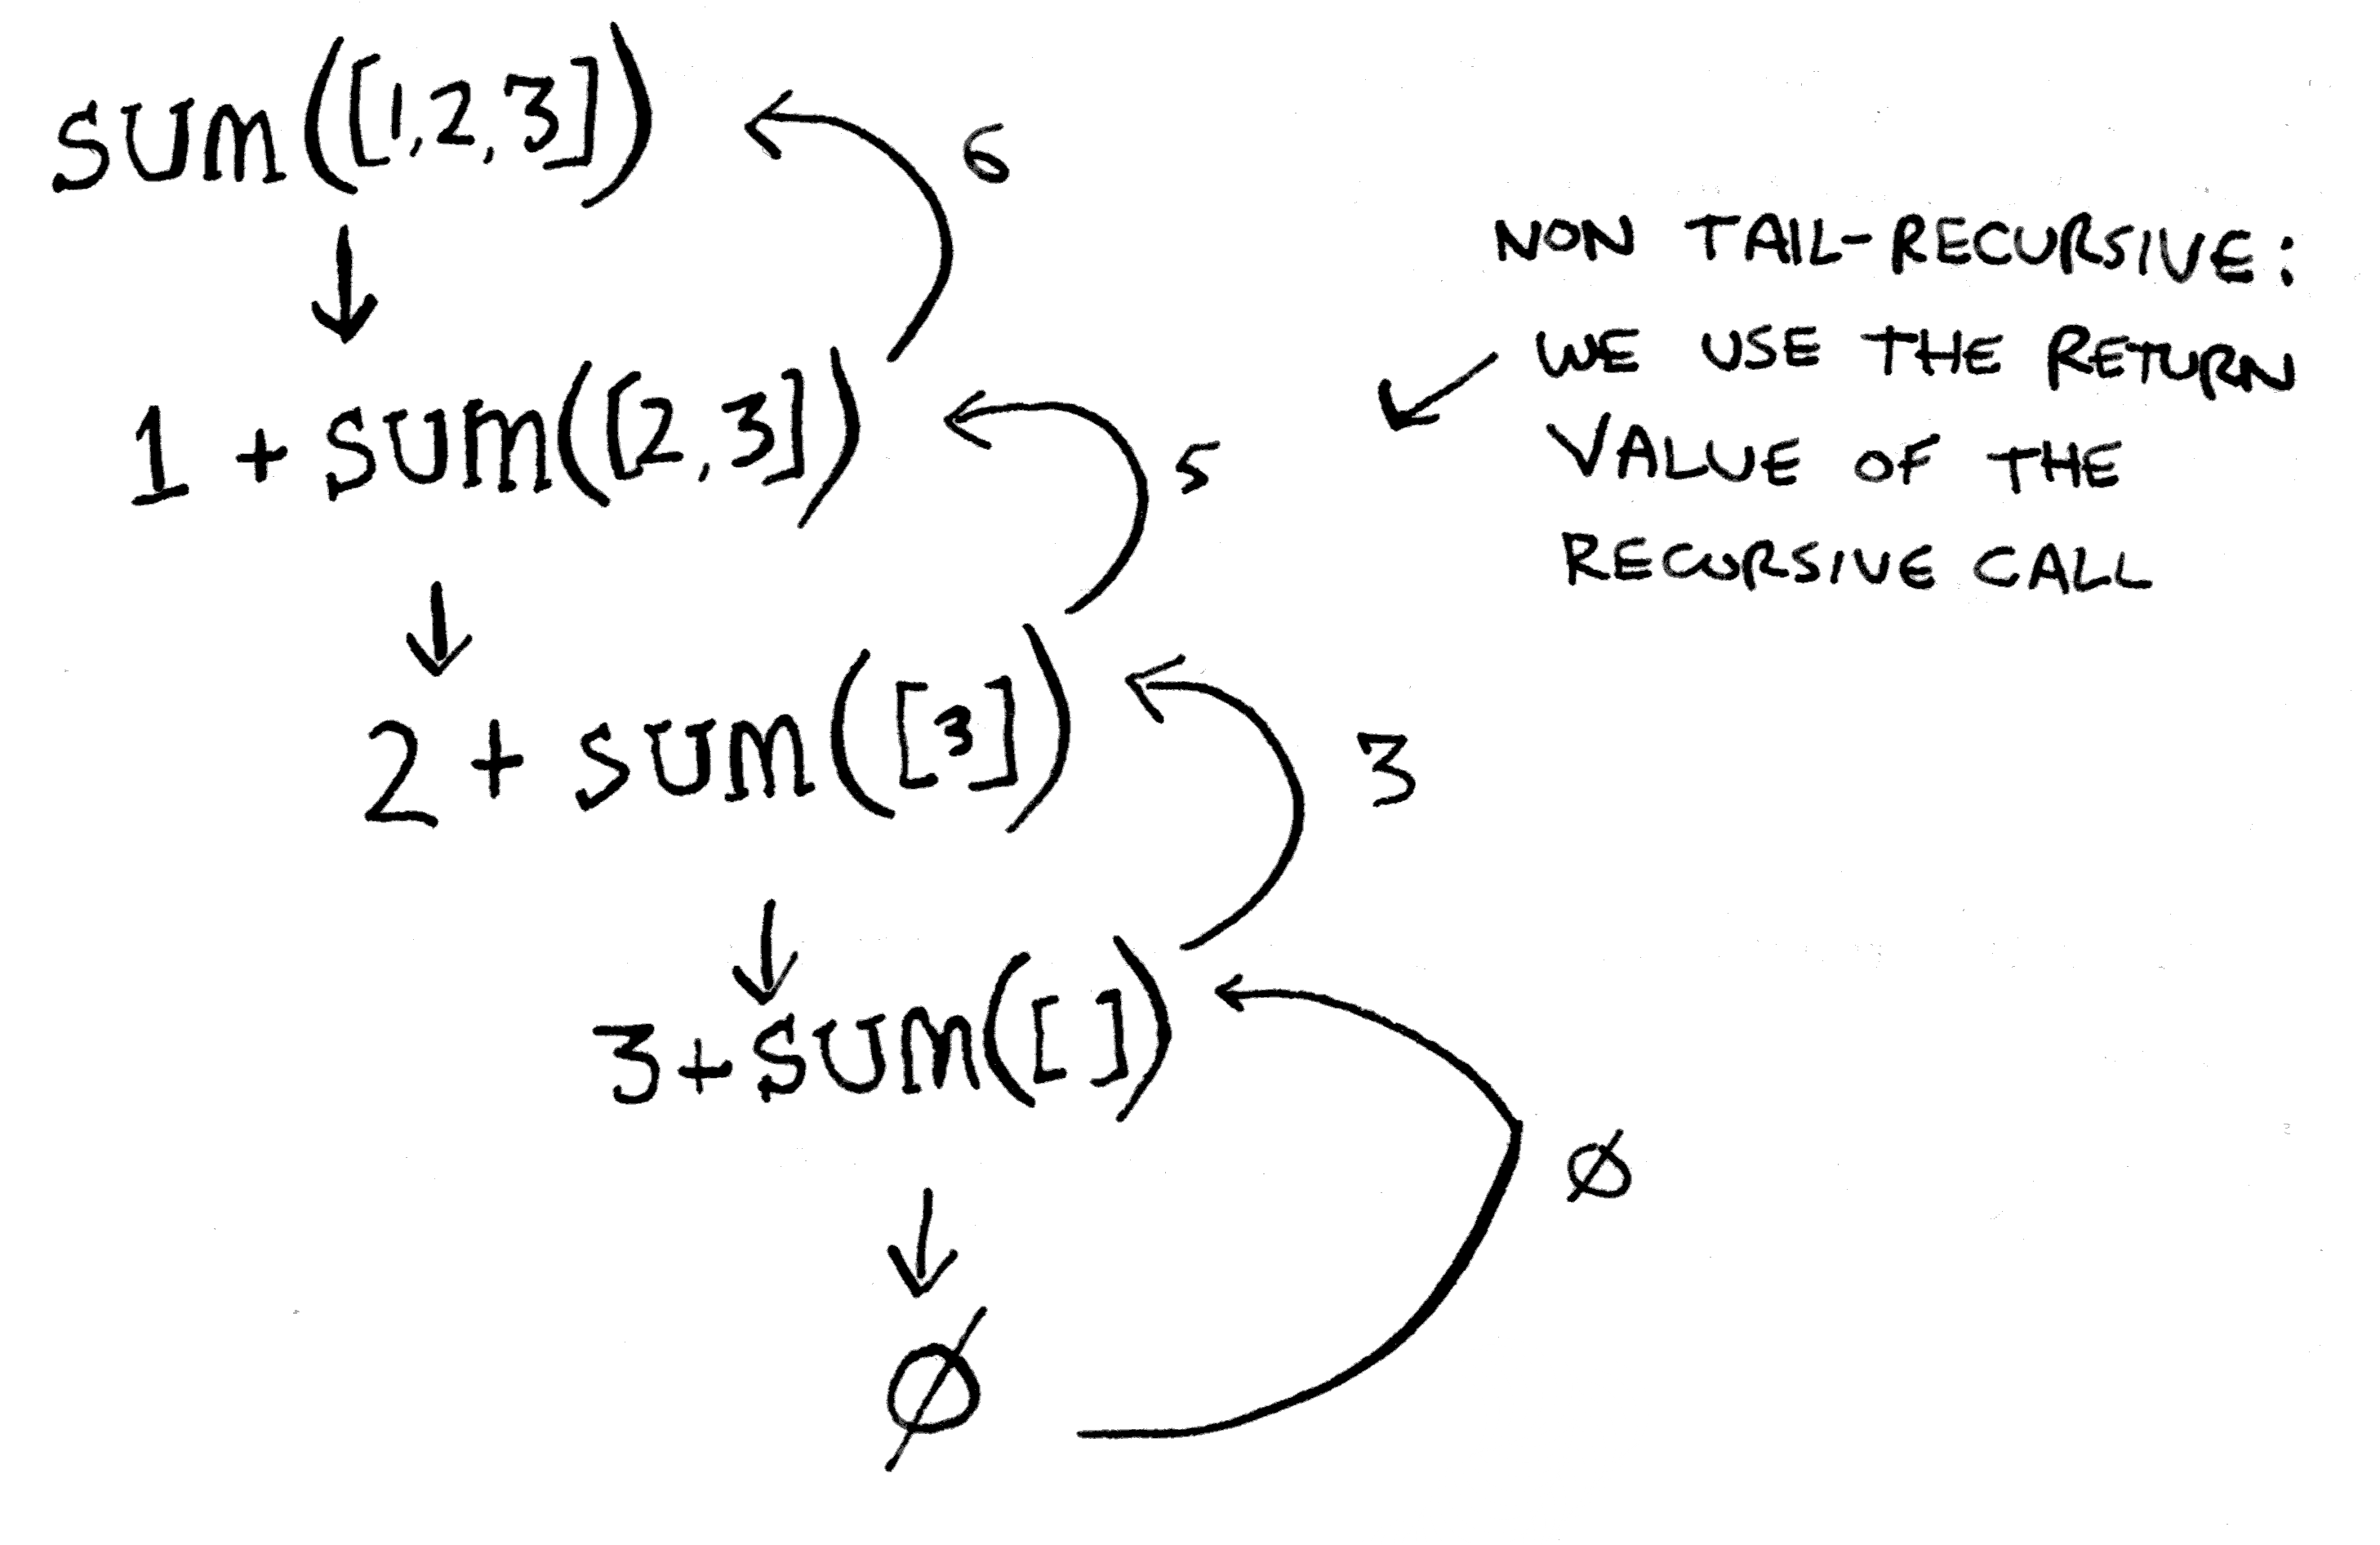 SUM([1,2,3])
6
NON TAIL-RECURSIVE:
WE USE THE RETURN
VALUE OF THE
RECURSIVE CALL
1 + SUM([2,3])
5
2 + SUM([3])
3
3+SUM([ ])
Ø
Ø